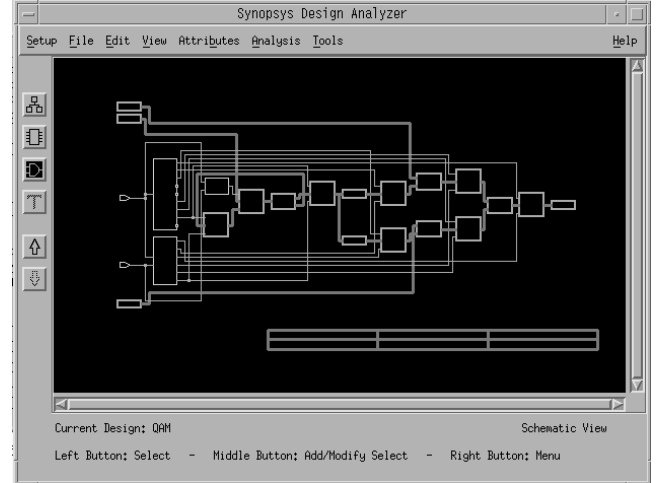 Synopsys Design Analyzer
Setup File Edit View Attributes Analysis Tools Help
T
Current Design: QAM Schematic View
Left Button: Select - Middle Button: Add/Modify Select - Right Button: Menu